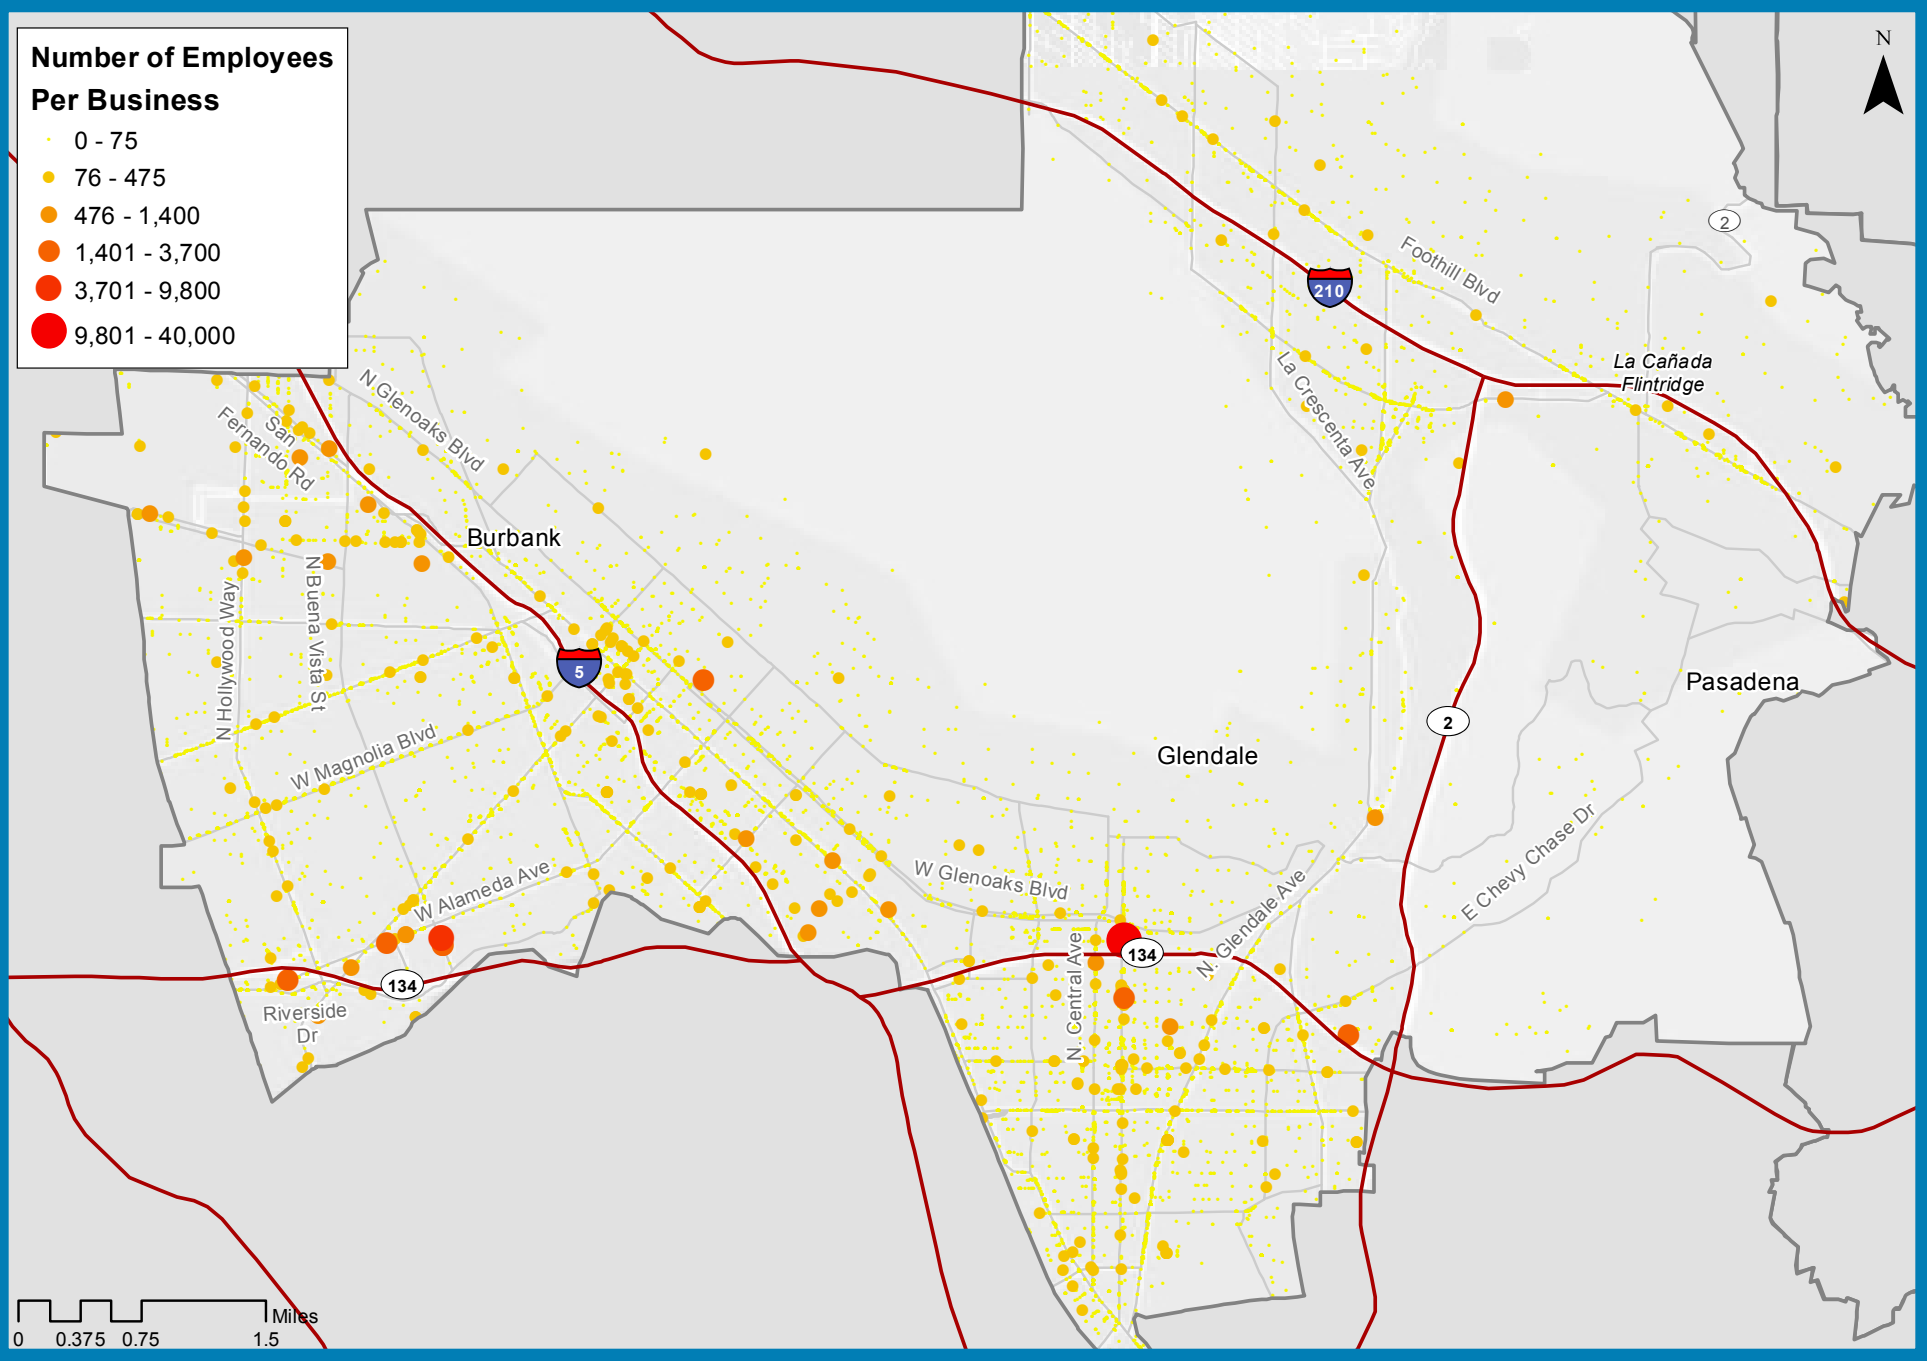 Number of Employees
Per Business
0 - 75
76 - 475
476 - 1,400
1,401 - 3,700
3,701 - 9,800
9,801 - 40,000
N
2
Foothill Blvd
210
La Cañada
Flintridge
La Crescenta Ave
N Glenoaks Blvd
San
Fernando Rd
Burbank
N Hollywood Way
N Buena Vista St
5
Pasadena
2
W Magnolia Blvd
Glendale
W Alameda Ave
W Glenoaks Blvd
E Chevy Chase Dr
N. Glendale Ave
N. Central Ave
134
134
Riverside
Dr
Miles
0 0.375 0.75 1.5